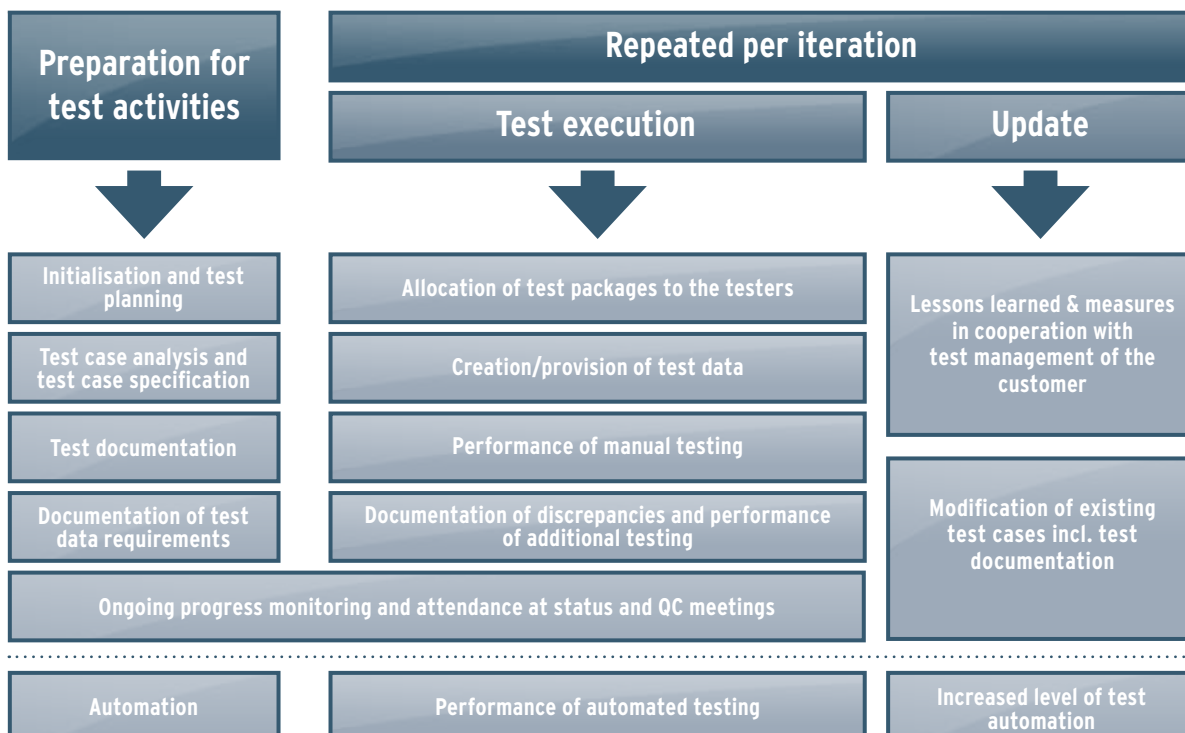 Preparation for
test activities
Repeated per iteration
Test execution
Update
Initialisation and test
planning
Test case analysis and
test case specification
Test documentation
Documentation of test
data requirements
Allocation of test packages to the testers
Creation/provision of test data
Performance of manual testing
Documentation of discrepancies and performance
of additional testing
Lessons learned & measures
in cooperation with
test management of the
customer
Modification of existing
test cases incl. test
documentation
Ongoing progress monitoring and attendance at status and QC meetings
Automation
Performance of automated testing
Increased level of test
automation